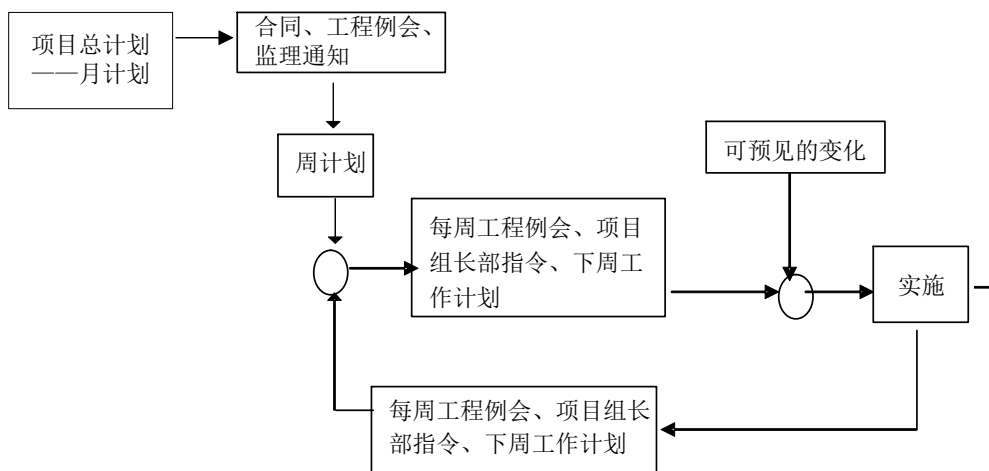 项目总计划
——月计划
合同、工程例会、
监理通知
周计划
可预见的变化
每周工程例会、项目
组长部指令、下周工
作计划
实施
每周工程例会、项目组长
部指令、下周工作计划